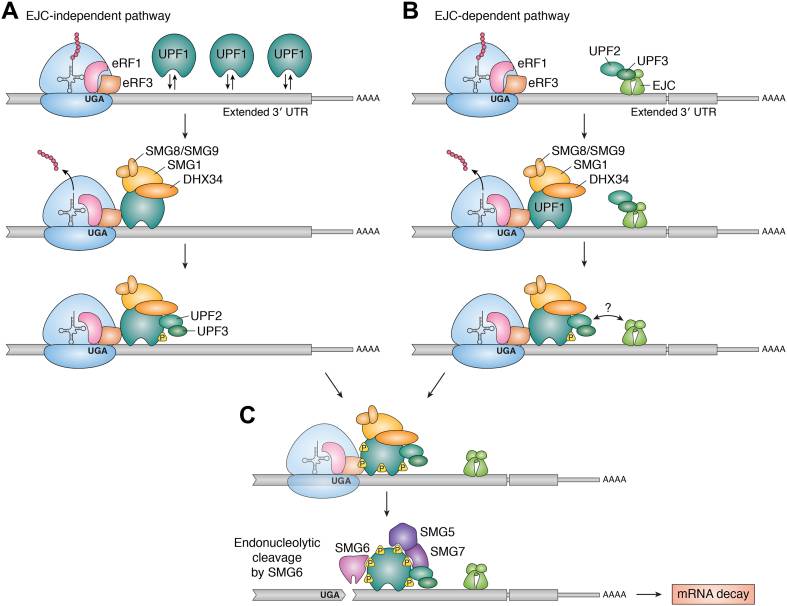 A
EJC-independent pathway
eRF1
eRF3
UPF1
UPF1
UPF1
UGA
Extended 3′ UTR
AAAA
SMG8/SMG9
SMG1
DHX34
UGA
AAAA
UPF2
UPF3
P
UGA
AAAA
B
EJC-dependent pathway
eRF1
eRF3
UPF2
UPF3
EJC
UGA
Extended 3′ UTR
AAAA
SMG8/SMG9
SMG1
DHX34
UPF1
UGA
AAAA
?
P
UGA
AAAA
C
P
P
P
P
P
UGA
AAAA
Endonucleolytic
cleavage
by SMG6
SMG6
SMG5
SMG7
P
P
P
P
P
P
P
UGA
AAAA
mRNA decay